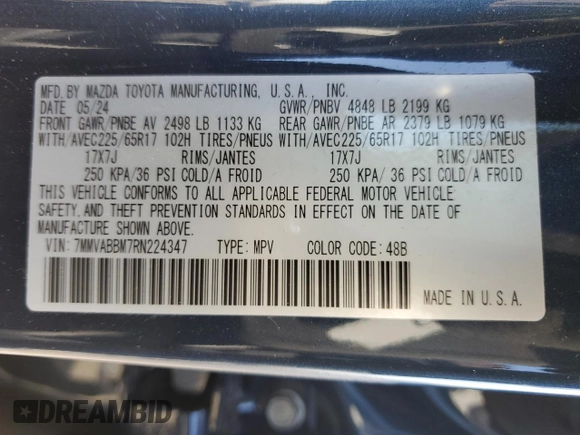 MFD. BY MAZDA TOYOTA MANUFACTURING, U.S.A., INC.
DATE 05/24 GVWR/PNBV 4848 LB 2199 KG
FRONT GAWR/PNBE AV 2498 LB 1133 KG REAR GAWR/PNBE AR 2379 LB 1079 KG
WITH/AVEC225/65R17 102H TIRES/PNEUS WITH/AVEC225/65R17 102H TIRES/PNEUS
17X7J RIMS/JANTES 17X7J RIMS/JANTES
250 KPA/36 PSI COLD/A FROID 250 KPA/36 PSI COLD/A FROID
THIS VEHICLE CONFORMS TO ALL APPLICABLE FEDERAL MOTOR VEHICLE
SAFETY, AND THEFT PREVENTION STANDARDS IN EFFECT ON THE DATE OF
MANUFACTURE SHOWN ABOVE.
VIN: 7MMVABBM7RN224347 TYPE: MPV COLOR CODE: 48B
MADE IN U.S.A.
DREAMBID